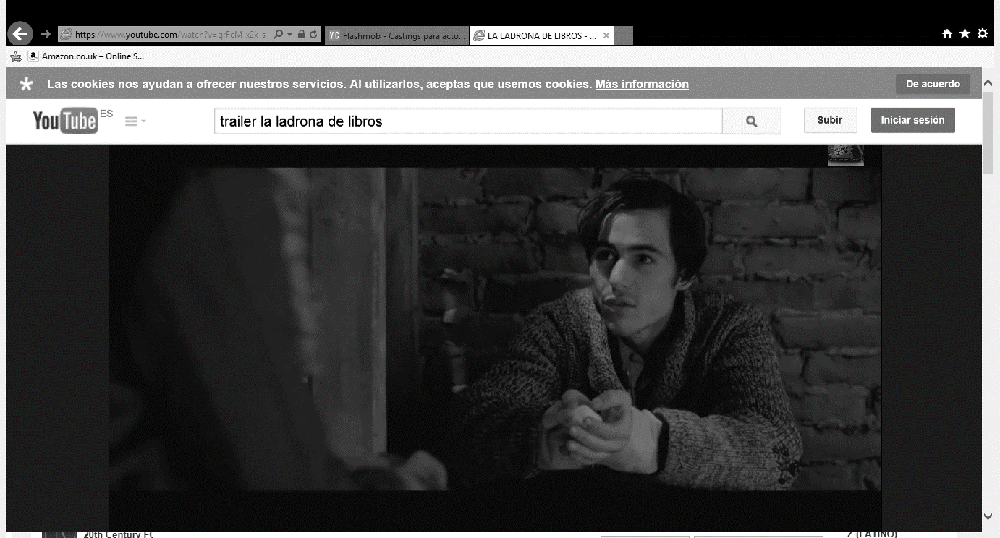 https://www.youtube.com/watch?v=qrFeM-x2k-s
YC Flashmob - Castings para acto...
LA LADRONA DE LIBROS - ...
Amazon.co.uk – Online S...
Las cookies nos ayudan a ofrecer nuestros servicios. Al utilizarlos, aceptas que usemos cookies. Más información
De acuerdo
YouTube ES
trailer la ladrona de libros
Subir
Iniciar sesión
20th Century
(LATINO)